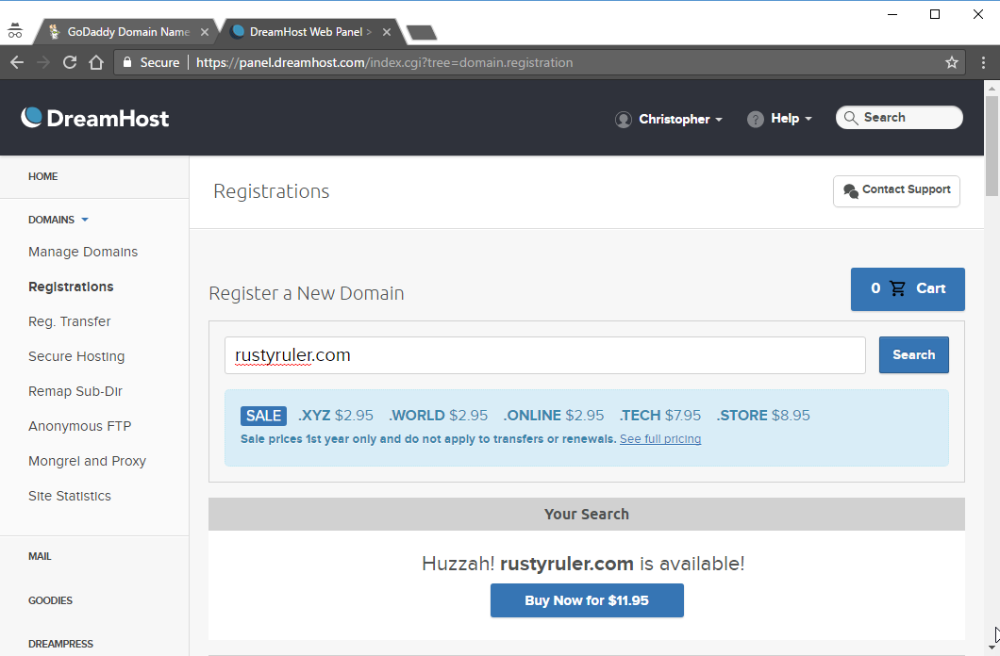 GoDaddy Domain Name
DreamHost Web Panel >
Secure
https://panel.dreamhost.com/index.cgi?tree=domain.registration
DreamHost
Christopher
? Help
Search
HOME
DOMAINS
Manage Domains
Registrations
Reg. Transfer
Secure Hosting
Remap Sub-Dir
Anonymous FTP
Mongrel and Proxy
Site Statistics
MAIL
GOODIES
DREAMPRESS
Registrations
Contact Support
Register a New Domain
0 Cart
rustyruler.com
Search
SALE .XYZ $2.95 .WORLD $2.95 .ONLINE $2.95 .TECH $7.95 .STORE $8.95
Sale prices 1st year only and do not apply to transfers or renewals. See full pricing
Your Search
Huzzah! rustyruler.com is available!
Buy Now for $11.95